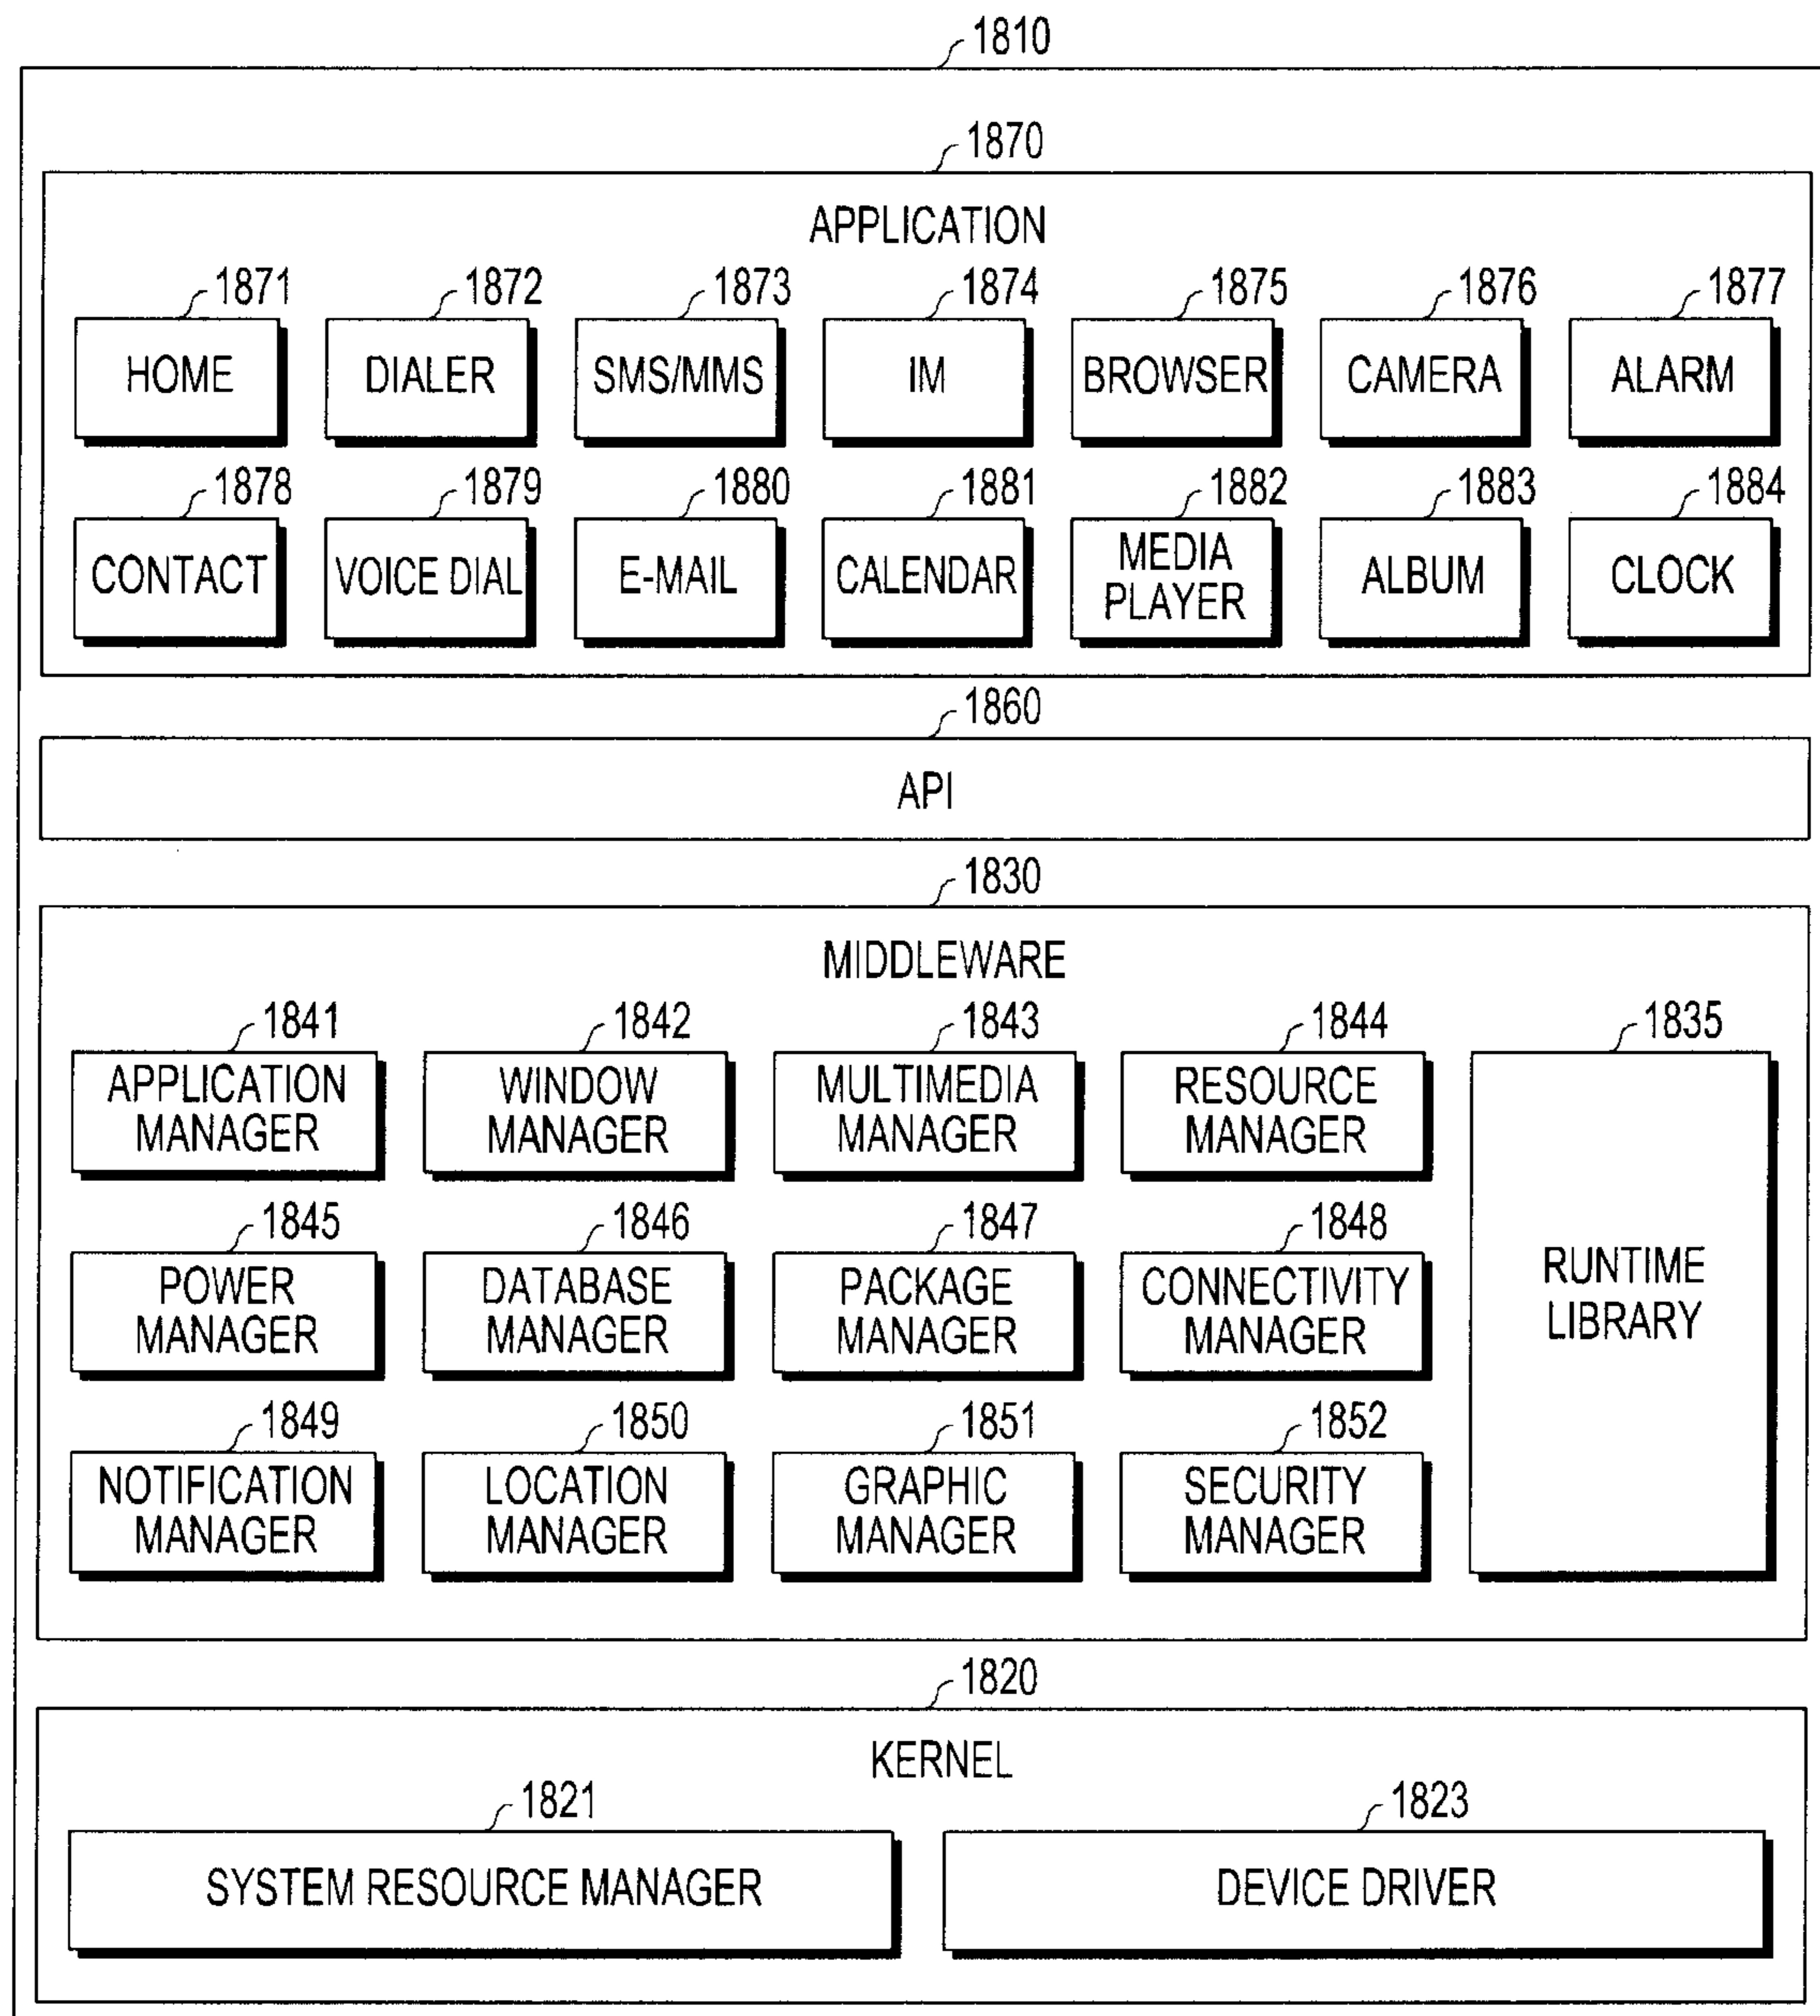 1810
1870
APPLICATION
1871 1872 1873 1874 1875 1876 1877
HOME DIALER SMS/MMS IM BROWSER CAMERA ALARM
1878 1879 1880 1881 1882 1883 1884
CONTACT VOICE DIAL E-MAIL CALENDAR MEDIA PLAYER ALBUM CLOCK
1860
API
1830
MIDDLEWARE
1841 1842 1843 1844 1835
APPLICATION MANAGER WINDOW MANAGER MULTIMEDIA MANAGER RESOURCE MANAGER
1845 1846 1847 1848
POWER MANAGER DATABASE MANAGER PACKAGE MANAGER CONNECTIVITY MANAGER RUNTIME LIBRARY
1849 1850 1851 1852
NOTIFICATION MANAGER LOCATION MANAGER GRAPHIC MANAGER SECURITY MANAGER
1820
KERNEL
1821 1823
SYSTEM RESOURCE MANAGER DEVICE DRIVER